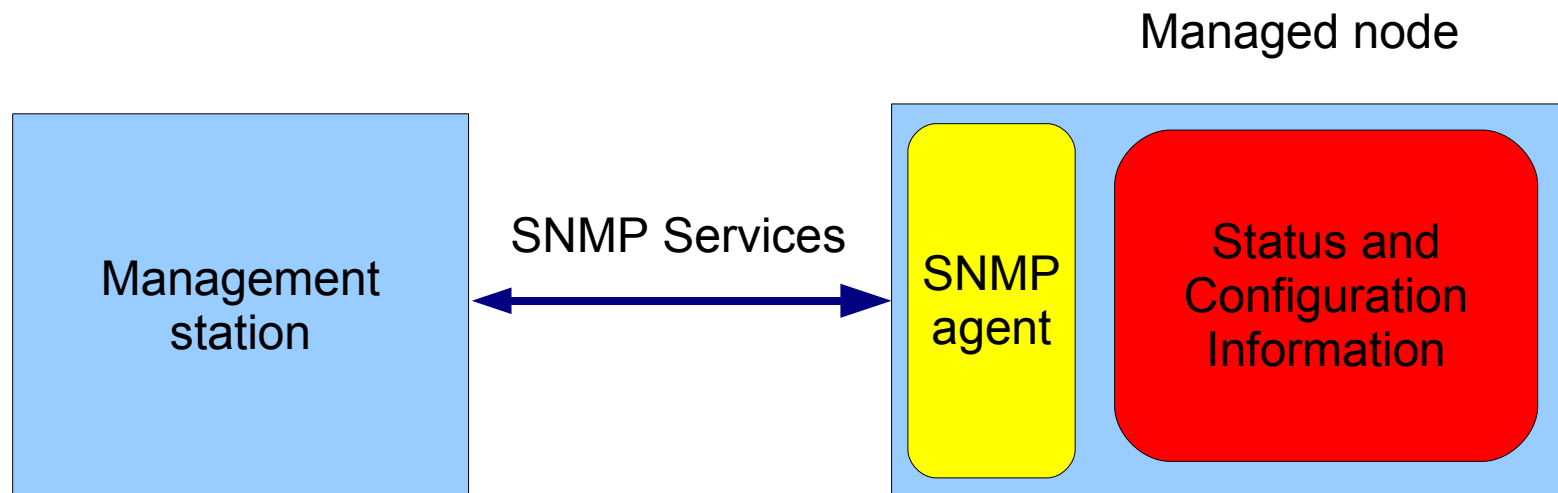 Managed node
Management
station
SNMP Services
SNMP
agent
Status and
Configuration
Information